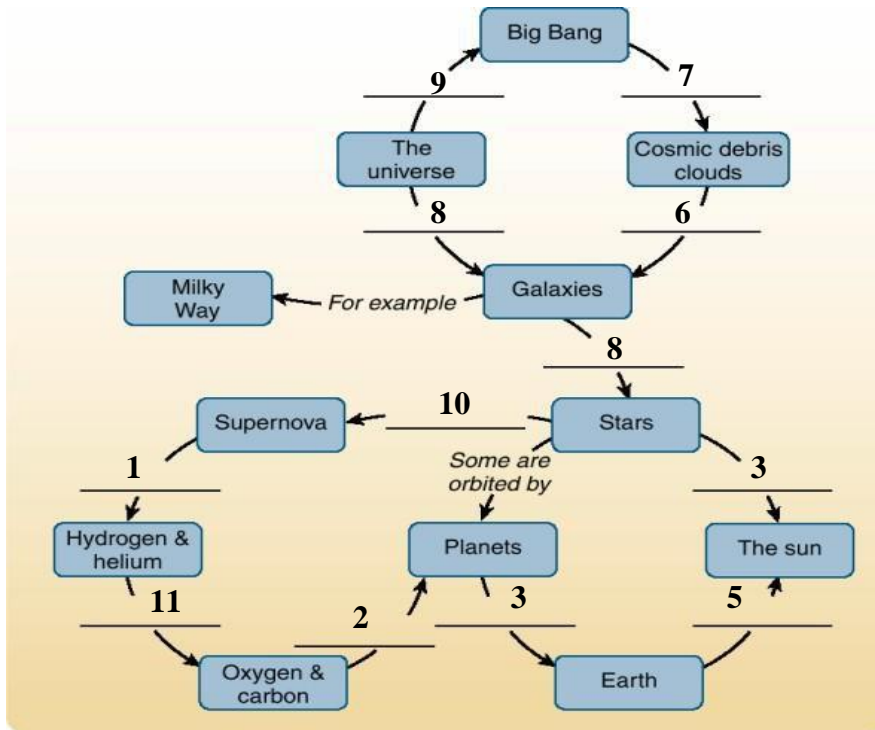 Big Bang
9
7
The
universe
Cosmic debris
clouds
8
6
Milky
Way
For example
Galaxies
8
Supernova
10
Stars
1
Some are
orbited by
3
Hydrogen &
helium
Planets
The sun
11
2
3
5
Oxygen &
carbon
Earth